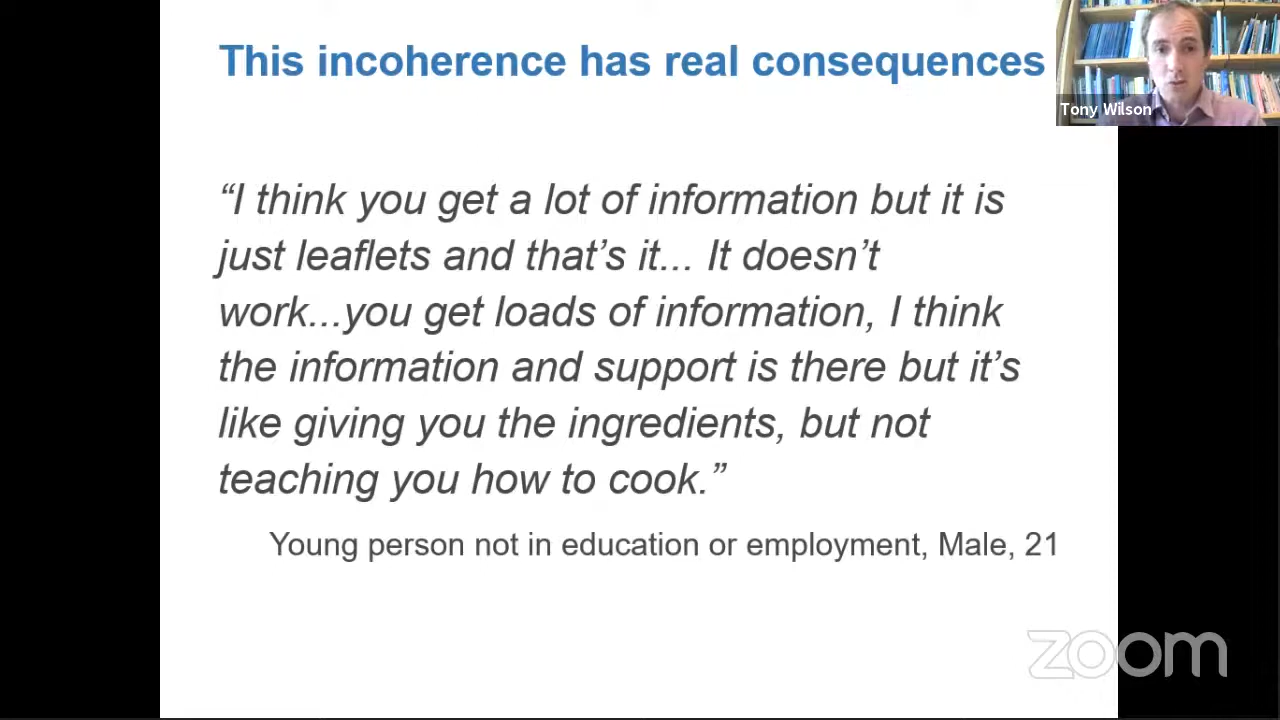 This incoherence has real consequences
Tony Wilson
“I think you get a lot of information but it is
just leaflets and that’s it... It doesn’t
work...you get loads of information, I think
the information and support is there but it’s
like giving you the ingredients, but not
teaching you how to cook.”
Young person not in education or employment, Male, 21
zoom